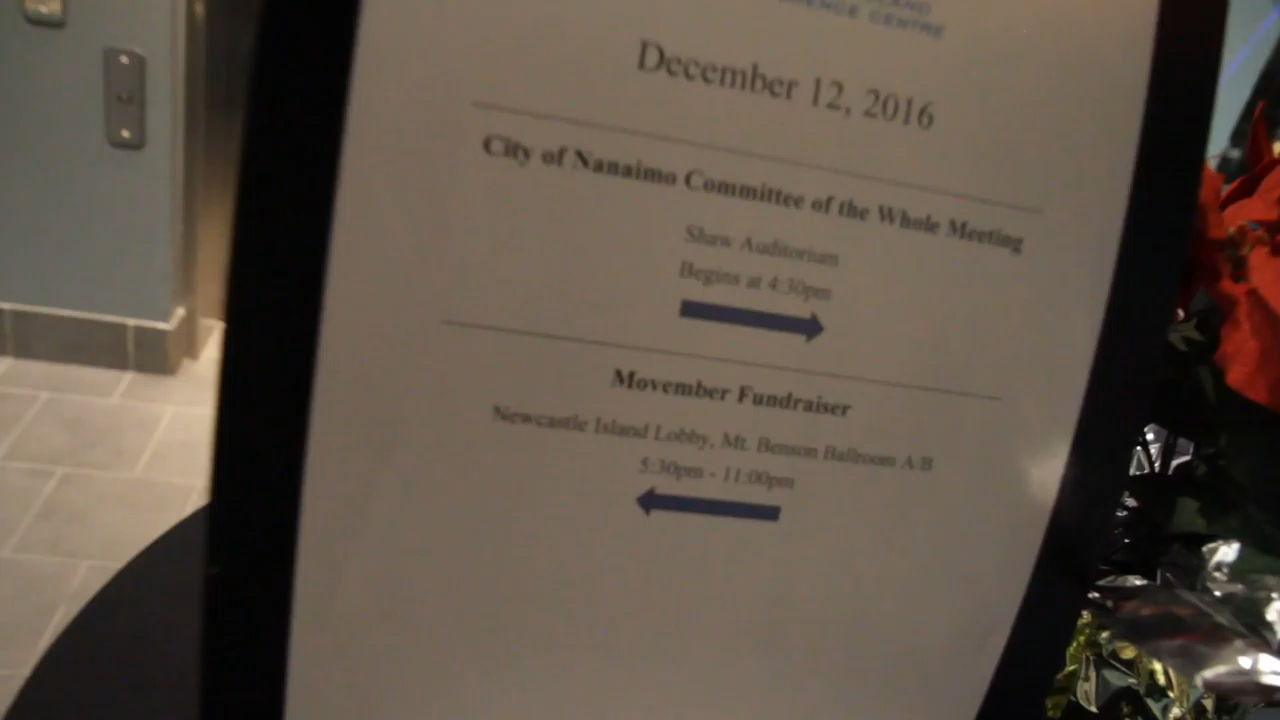 CENTRE
December 12, 2016
City of Nanaimo Committee of the Whole Meeting
Shaw Auditorium
Begins at 4:30pm
Movember Fundraiser
Newcastle Island Lobby, Mt. Benson Ballroom A/B
5:30pm - 11:00pm